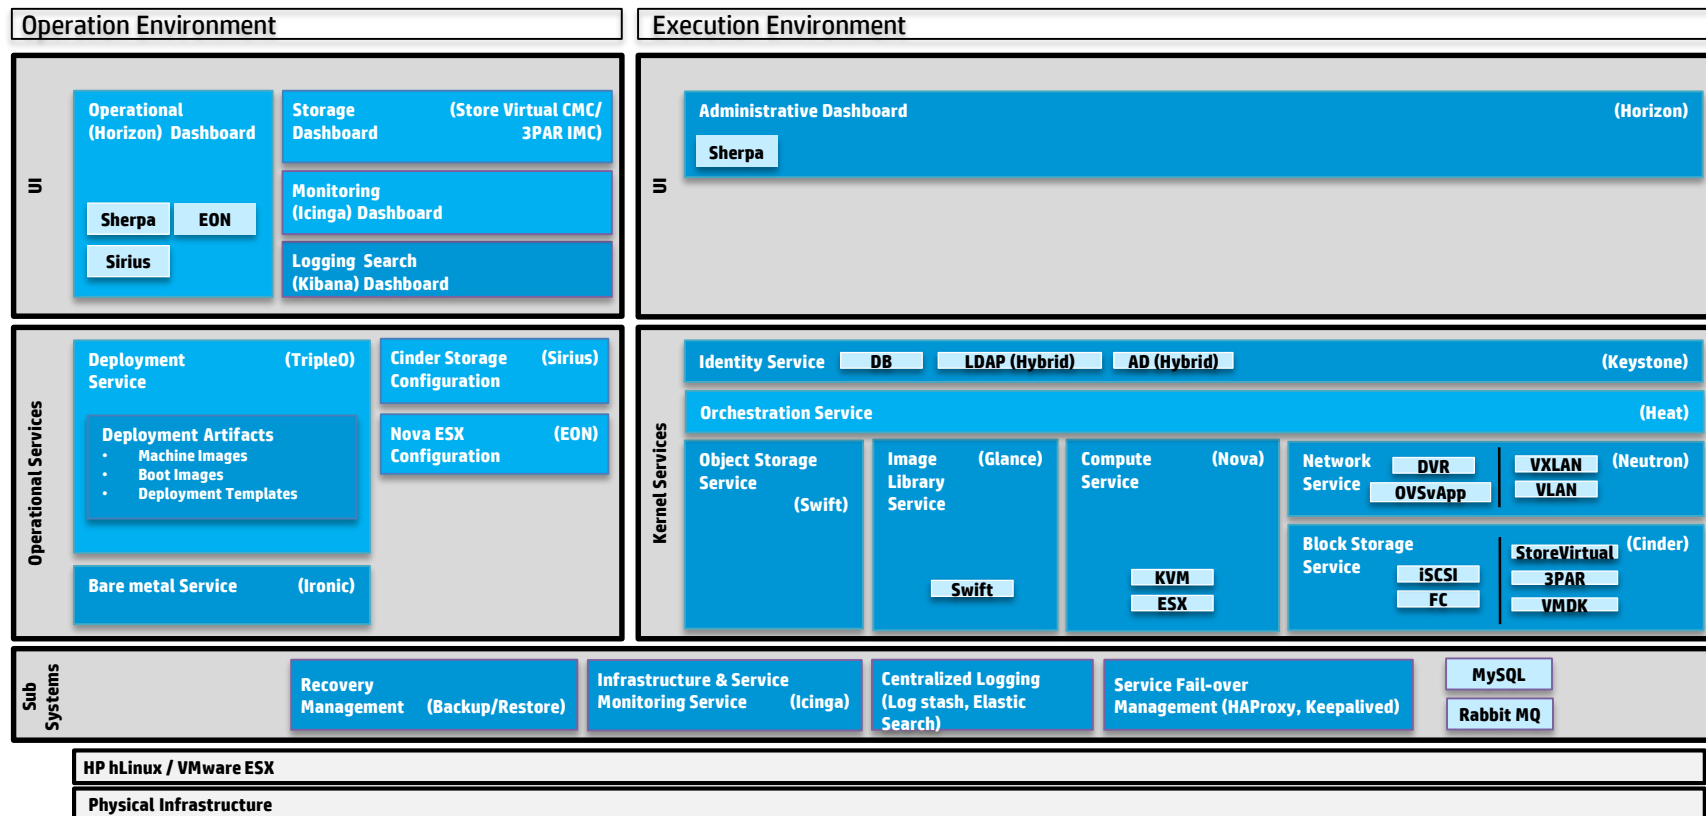 Operation Environment
Execution Environment
UI
Operational
(Horizon) Dashboard
Sherpa
EON
Sirius
Storage (Store Virtual CMC/
Dashboard 3PAR IMC)
Monitoring
(Icinga) Dashboard
Logging Search
(Kibana) Dashboard
UI
Administrative Dashboard (Horizon)
Sherpa
Operational Services
Deployment (TripleO)
Service
Deployment Artifacts
• Machine Images
• Boot Images
• Deployment Templates
Bare metal Service (Ironic)
Cinder Storage (Sirius)
Configuration
Nova ESX (EON)
Configuration
Kernel Services
Identity Service DB LDAP (Hybrid) AD (Hybrid) (Keystone)
Orchestration Service (Heat)
Object Storage
Service
(Swift)
Image (Glance)
Library
Service
Swift
Compute (Nova)
Service
KVM
ESX
Network DVR VXLAN (Neutron)
Service OVSvApp VLAN
Block Storage StoreVirtual (Cinder)
Service iSCSI 3PAR
FC VMDK
Sub
Systems
Recovery
Management (Backup/Restore)
Infrastructure & Service
Monitoring Service (Icinga)
Centralized Logging
(Log stash, Elastic
Search)
Service Fail-over
Management (HAProxy, Keepalived)
MySQL
Rabbit MQ
HP hLinux / VMware ESX
Physical Infrastructure